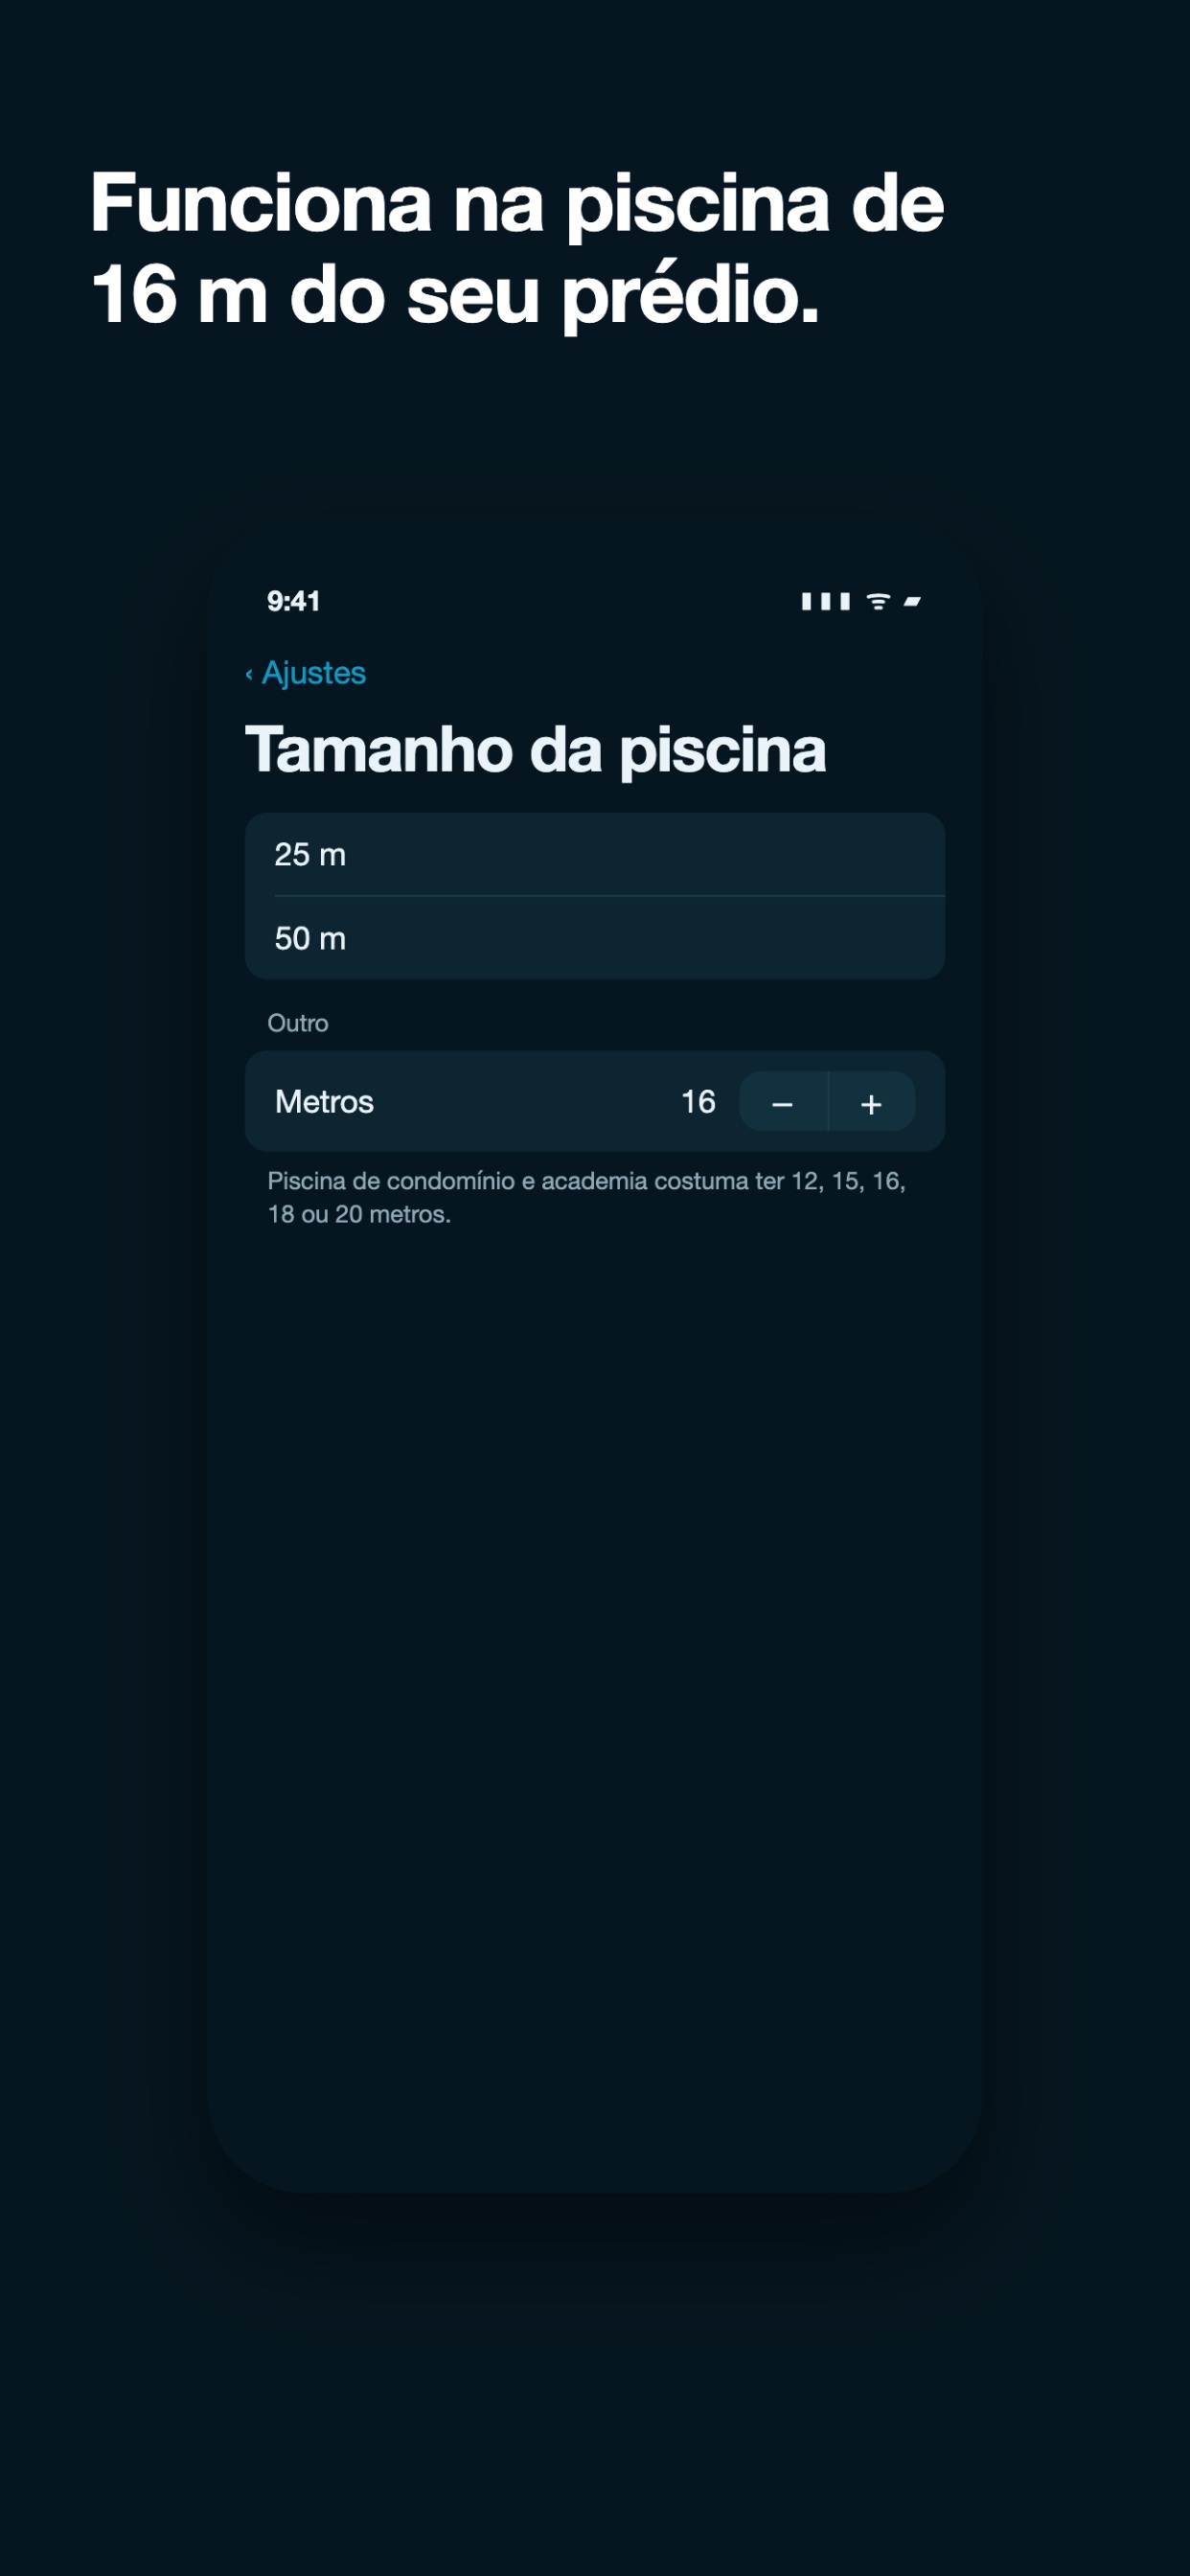 Funciona na piscina de
16 m do seu prédio.
9:41
‹ Ajustes
Tamanho da piscina
25 m
50 m
Outro
Metros 16 − +
Piscina de condomínio e academia costuma ter 12, 15, 16,
18 ou 20 metros.